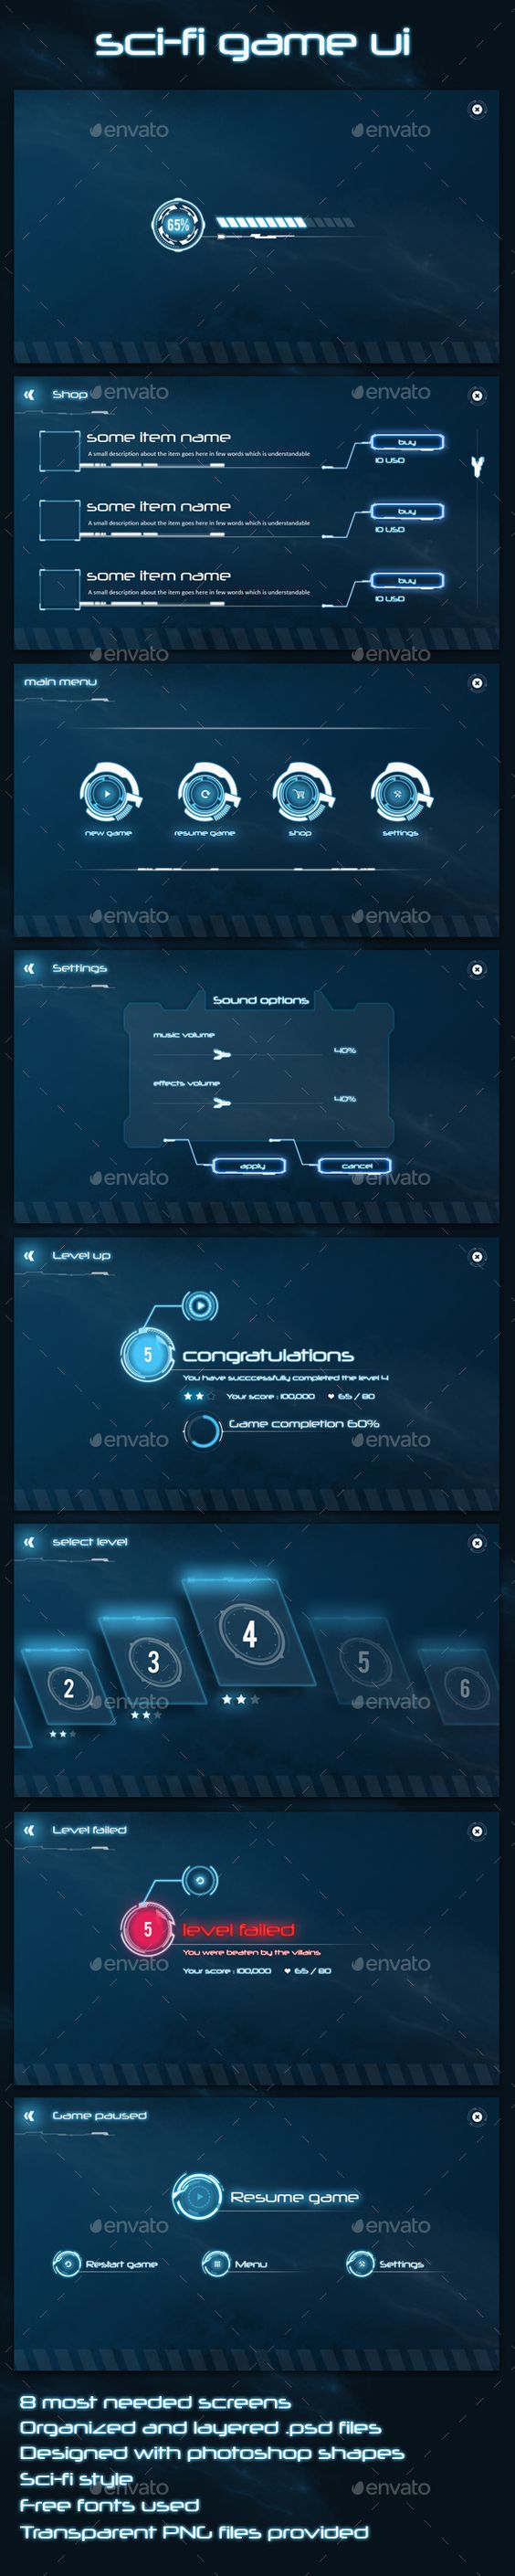 sci-fi game ui
envato envato
65%
Shop
envato envato
some item name
A small description about the item goes here in few words which is understandable
buy
10 USD
some item name
A small description about the item goes here in few words which is understandable
buy
10 USD
some item name
A small description about the item goes here in few words which is understandable
buy
10 USD
envato envato
main menu
new game
resume game
shop
settings
envato envato
Settings
Sound options
music volume
40%
effects volume
40%
apply
cancel
envato envato
Level up
5
congratulations
You have succcessfully completed the level 4
Your score : 100,000
65 / 80
Game completion 60%
envato envato
select level
2
3
4
5
6
envato envato
Level failed
5
level failed
You were beaten by the villains
Your score : 100,000
65 / 80
envato envato
Game paused
Resume game
envato envato
Restart game
Menu
Settings
8 most needed screens
Organized and layered .psd files
Designed with photoshop shapes
Sci-fi style
envato envato
Free fonts used
Transparent PNG files provided